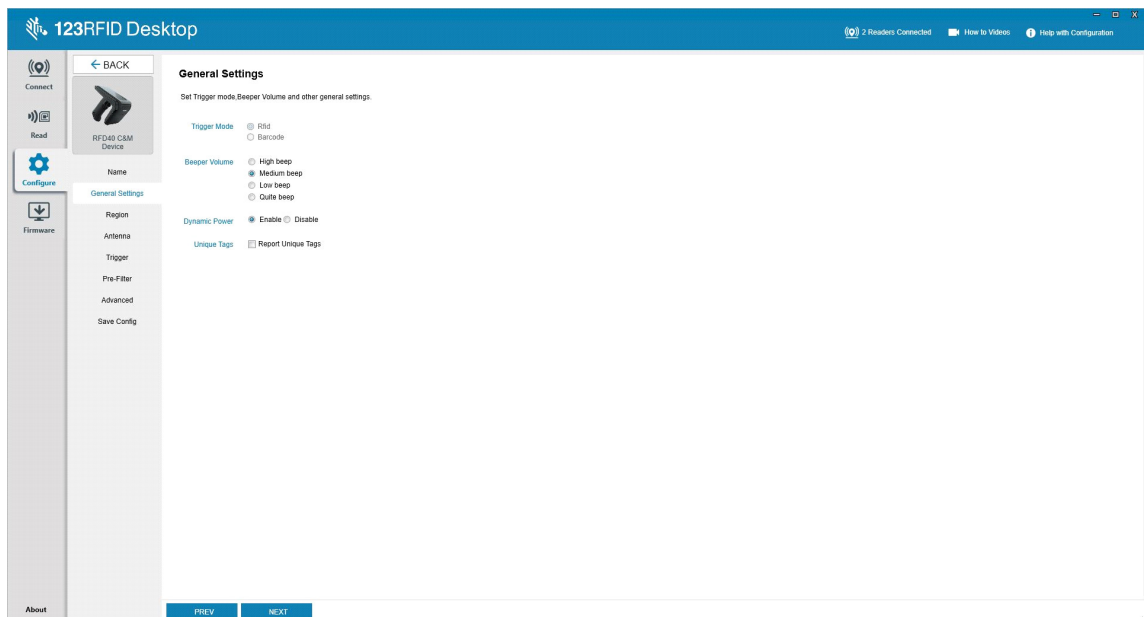 123RFID Desktop
2 Readers Connected
How to Videos
Help with Configuration
Connect
Read
Configure
Firmware
About
BACK
RFD40 C&M
Device
Name
General Settings
Region
Antenna
Trigger
Pre-Filter
Advanced
Save Config
General Settings
Set Trigger mode,Beeper Volume and other general settings.
Trigger Mode
Rfid
Barcode
Beeper Volume
High beep
Medium beep
Low beep
Quite beep
Dynamic Power
Enable Disable
Unique Tags
Report Unique Tags
PREV
NEXT